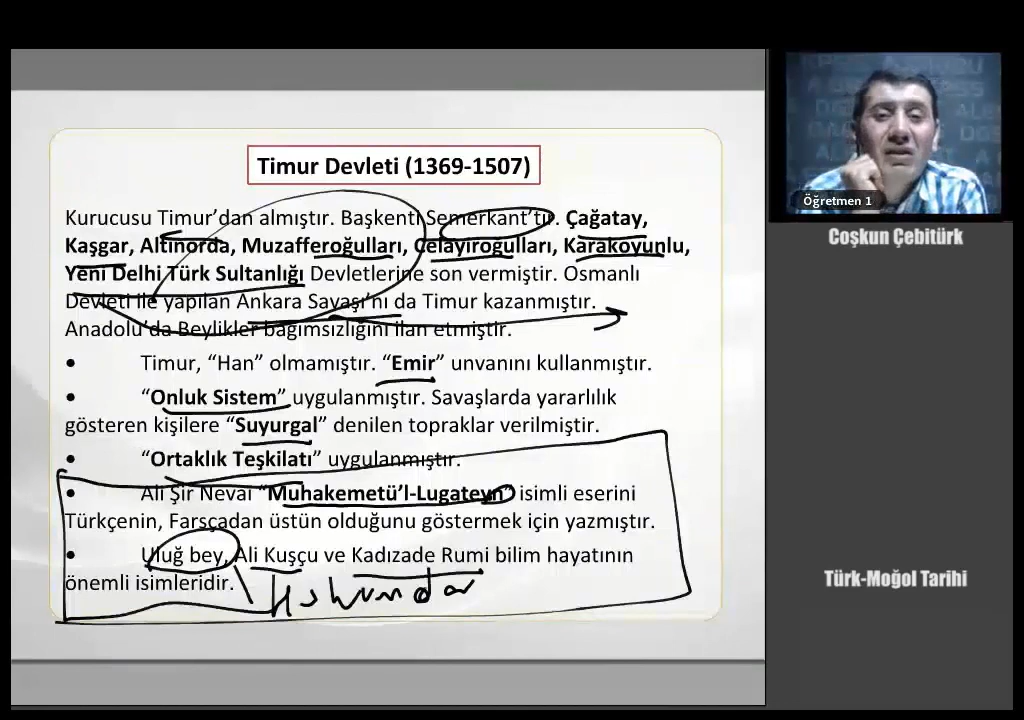 Timur Devleti (1369-1507)
Kurucusu Timur'dan almıştır. Başkenti Semerkant'tır. Çağatay,
Kaşgar, Altınorda, Muzafferoğulları, Celayiroğulları, Karakoyunlu,
Yeni Delhi Türk Sultanlığı Devletlerine son vermiştir. Osmanlı
Devleti ile yapılan Ankara Savaşı'nı da Timur kazanmıştır.
Anadolu'da Beylikler bağımsızlığını ilan etmiştir.
• Timur, “Han” olmamıştır. “Emir” unvanını kullanmıştır.
• “Onluk Sistem” uygulanmıştır. Savaşlarda yararlılık
gösteren kişilere “Suyurgal” denilen topraklar verilmiştir.
• “Ortaklık Teşkilatı” uygulanmıştır.
• Ali Şir Nevai “Muhakemetü'l-Lugateyn” isimli eserini
Türkçenin, Farsçadan üstün olduğunu göstermek için yazmıştır.
• Uluğ bey, Ali Kuşçu ve Kadızade Rumi bilim hayatının
önemli isimleridir.
Öğretmen 1
Coşkun Çebitürk
Türk-Moğol Tarihi